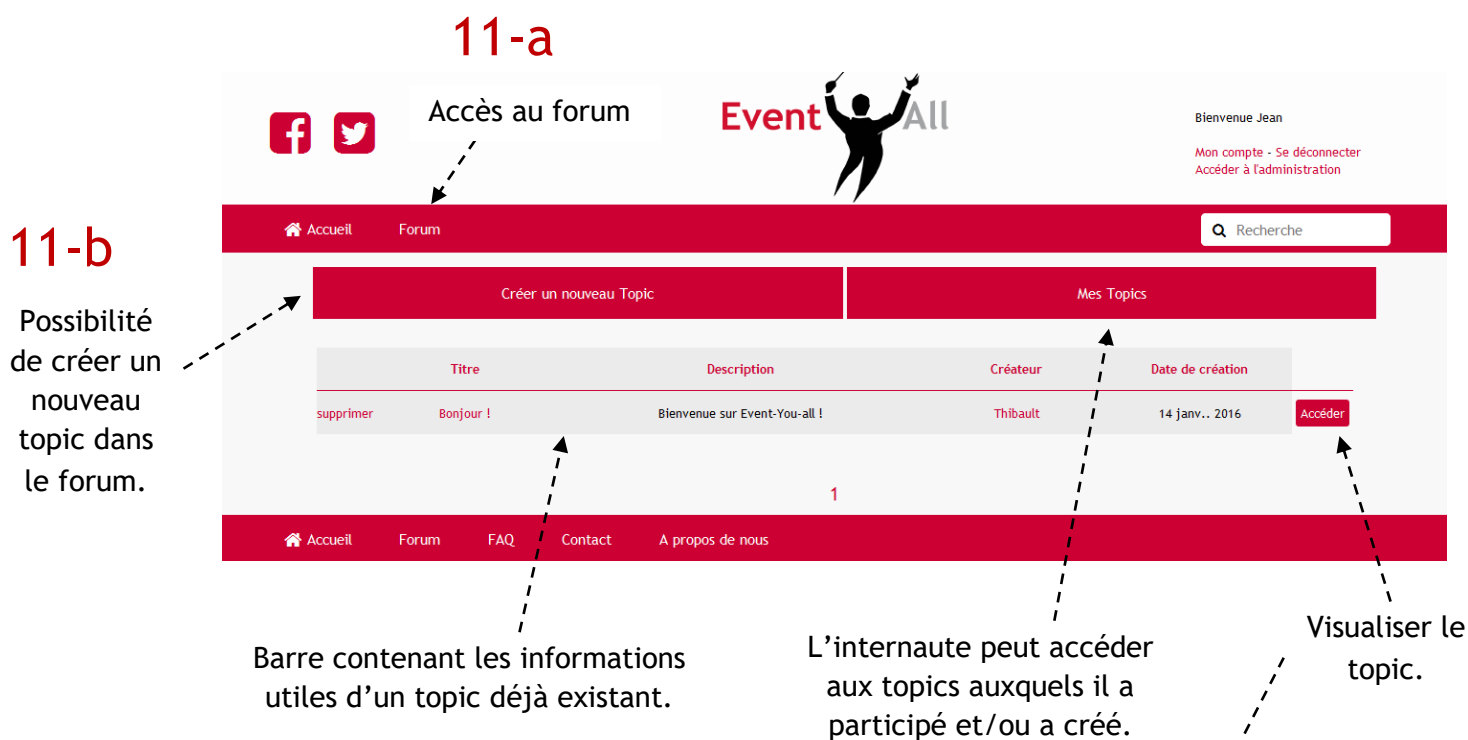 11-a
Accès au forum
Event All
Bienvenue Jean
Mon compte - Se déconnecter
Accéder à l'administration
Accueil Forum
Recherche
11-b
Possibilité
de créer un
nouveau
topic dans
le forum.
Créer un nouveau Topic
Mes Topics
Titre Description Créateur Date de création
supprimer Bonjour ! Bienvenue sur Event-You-all ! Thibault 14 janv.. 2016 Accéder
1
Accueil Forum FAQ Contact A propos de nous
Barre contenant les informations
utiles d’un topic déjà existant.
L’internaute peut accéder
aux topics auxquels il a
participé et/ou a créé.
Visualiser le
topic.